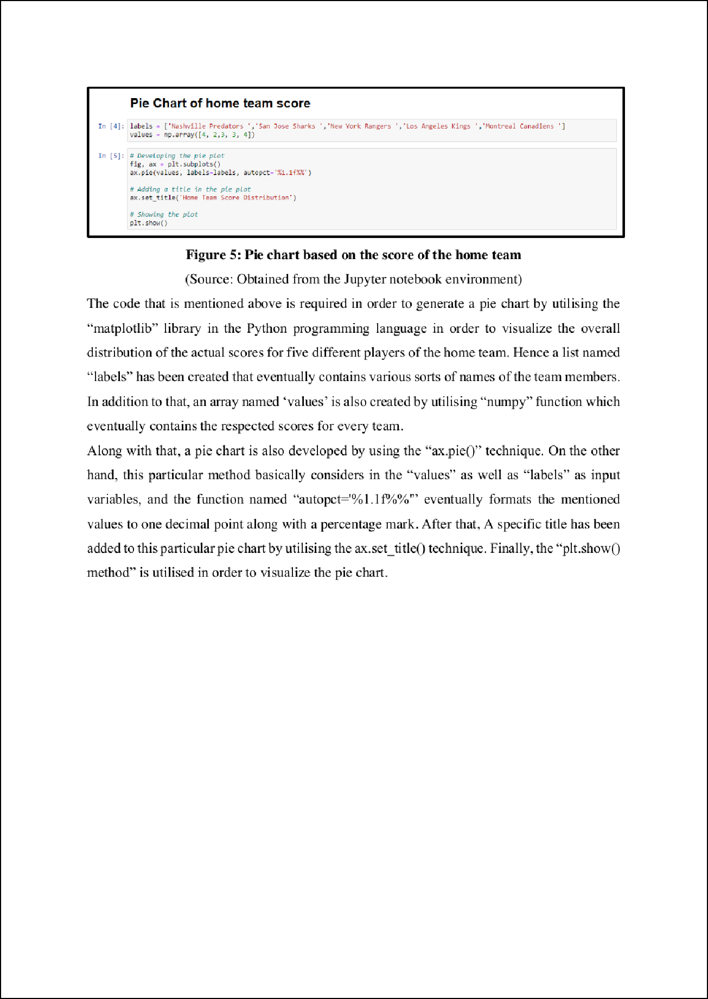 Pie Chart of home team score
In [4]: labels = ['Nashville Predators ','San Jose Sharks ','New York Rangers ','Los Angeles Kings ','Montreal Canadiens ']
values = np.array([4, 2,3, 3, 4])
In [5]: # Developing the pie plot
fig, ax = plt.subplots()
ax.pie(values, labels=labels, autopct='%1.1f%%')
# Adding a title in the pie plot
ax.set_title('Home Team Score Distribution')
# Showing the plot
plt.show()
Figure 5: Pie chart based on the score of the home team
(Source: Obtained from the Jupyter notebook environment)
The code that is mentioned above is required in order to generate a pie chart by utilising the
“matplotlib” library in the Python programming language in order to visualize the overall
distribution of the actual scores for five different players of the home team. Hence a list named
“labels” has been created that eventually contains various sorts of names of the team members.
In addition to that, an array named ‘values’ is also created by utilising “numpy” function which
eventually contains the respected scores for every team.
Along with that, a pie chart is also developed by using the “ax.pie()” technique. On the other
hand, this particular method basically considers in the “values” as well as “labels” as input
variables, and the function named “autopct='%1.1f%%'” eventually formats the mentioned
values to one decimal point along with a percentage mark. After that, A specific title has been
added to this particular pie chart by utilising the ax.set_title() technique. Finally, the “plt.show()
method” is utilised in order to visualize the pie chart.